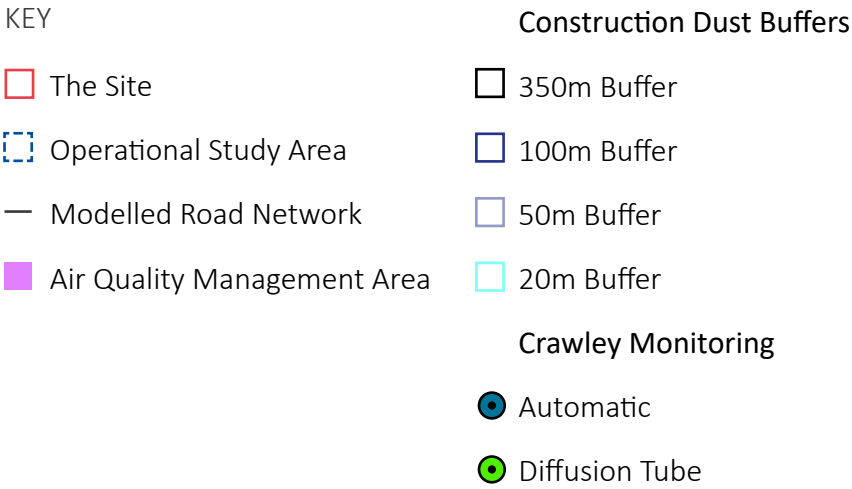 KEY
The Site
Operational Study Area
Modelled Road Network
Air Quality Management Area
Construction Dust Buffers
350m Buffer
100m Buffer
50m Buffer
20m Buffer
Crawley Monitoring
Automatic
Diffusion Tube